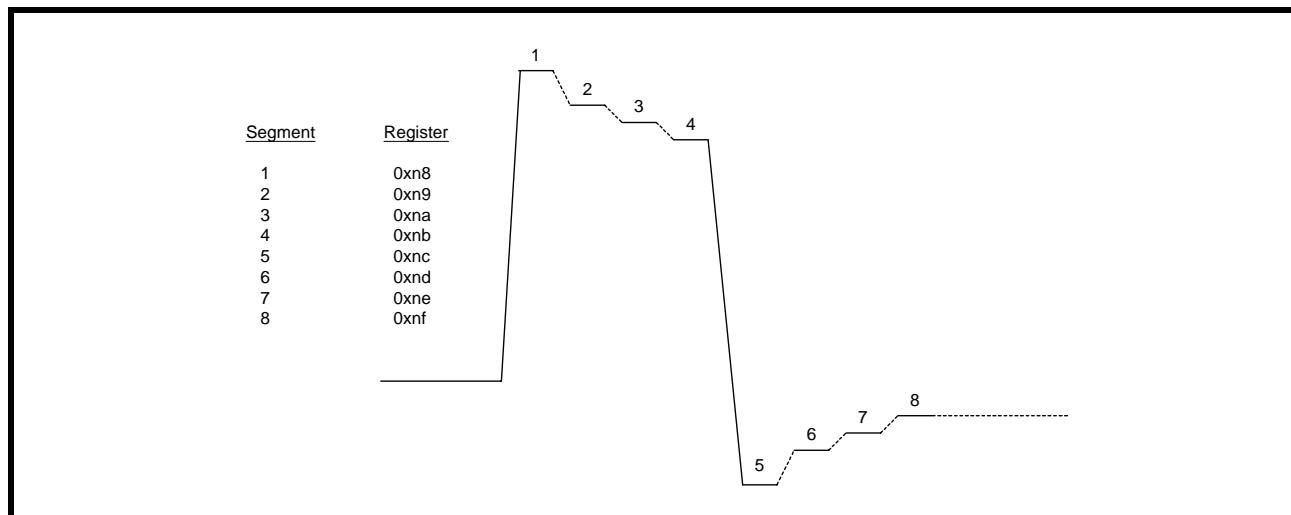 Segment Register
1 0xn8
2 0xn9
3 0xna
4 0xnb
5 0xnc
6 0xnd
7 0xne
8 0xnf
1
2
3
4
5
6
7
8